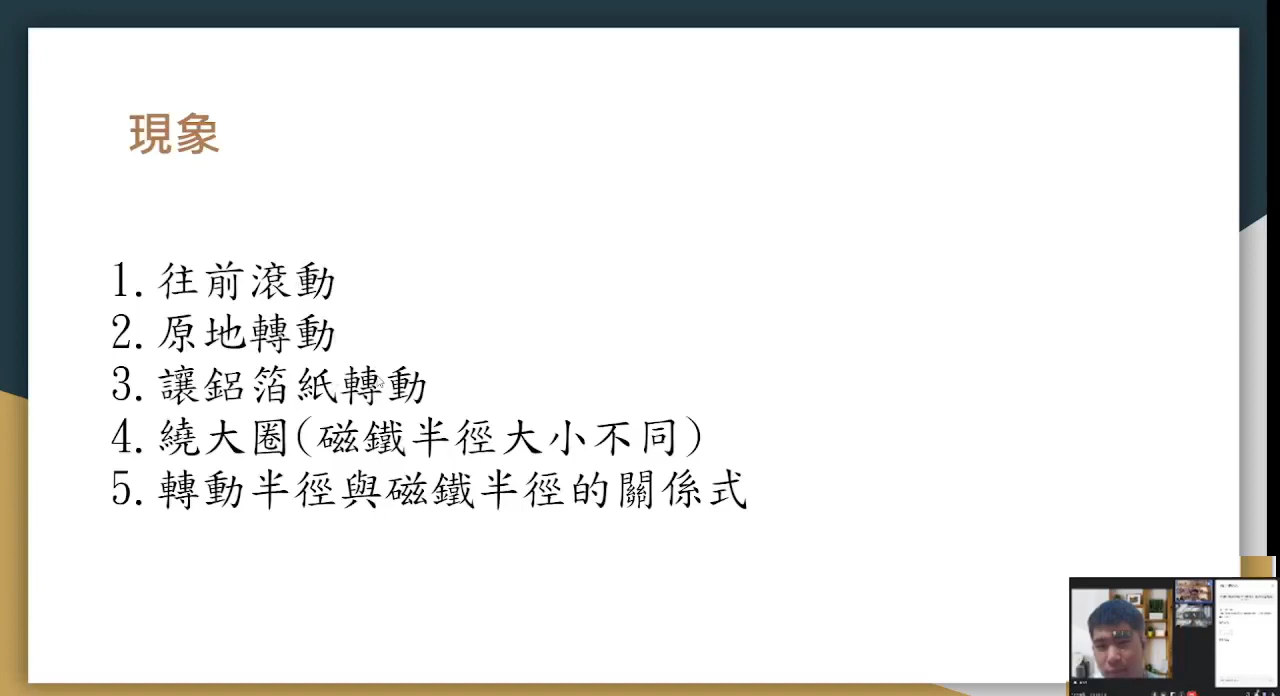 現象
1.往前滾動
2.原地轉動
3.讓鋁箔紙轉動
4.繞大圈(磁鐵半徑大小不同)
5.轉動半徑與磁鐵半徑的關係式